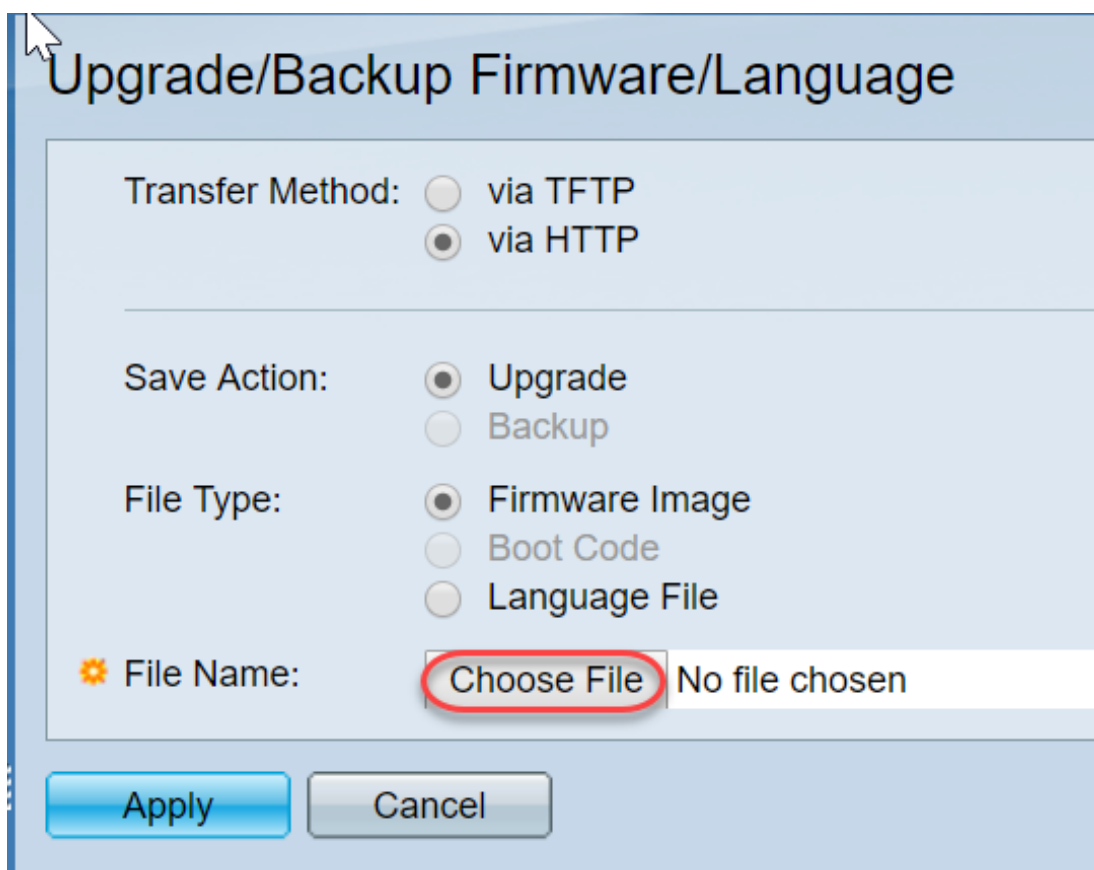 Upgrade/Backup Firmware/Language
Transfer Method: via TFTP
via HTTP
Save Action: Upgrade
Backup
File Type: Firmware Image
Boot Code
Language File
File Name: Choose File No file chosen
Apply Cancel